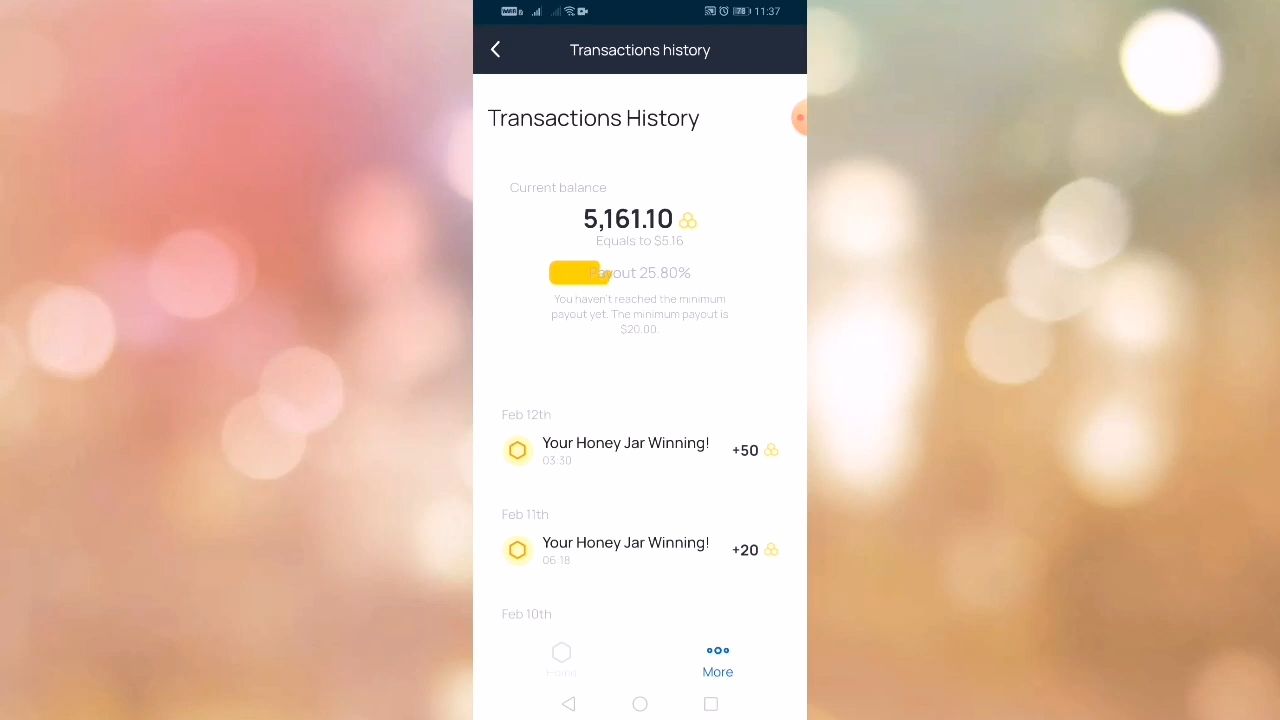 78 11:37
Transactions history
Transactions History
Current balance
5,161.10
Equals to $5.16
Payout 25.80%
You haven't reached the minimum
payout yet. The minimum payout is
$20.00.
Feb 12th
Your Honey Jar Winning!
+50
03:30
Feb 11th
Your Honey Jar Winning!
+20
06:18
Feb 10th
Home
More